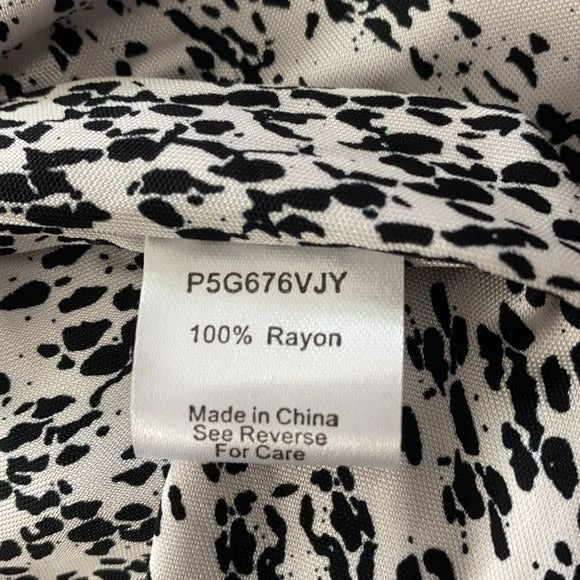 P5G676VJY
100% Rayon
Made in China
See Reverse
For Care